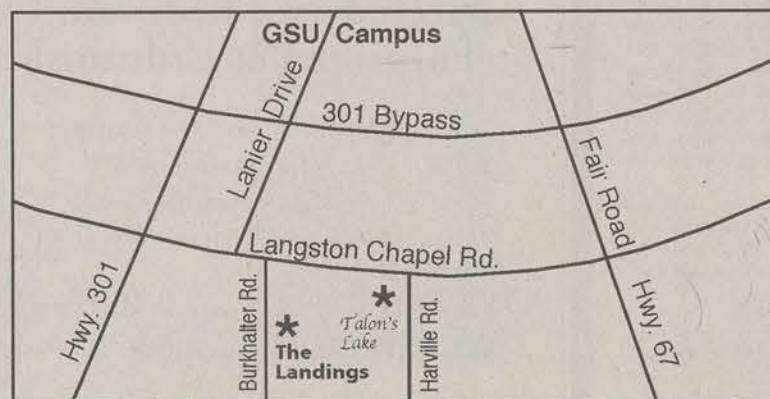 GSU Campus
Lanier Drive
301 Bypass
Fair Road
Langston Chapel Rd.
Hwy. 301
Burkhalter Rd.
*
The
Landings
*
Talon's
Lake
Harville Rd.
Hwy. 67